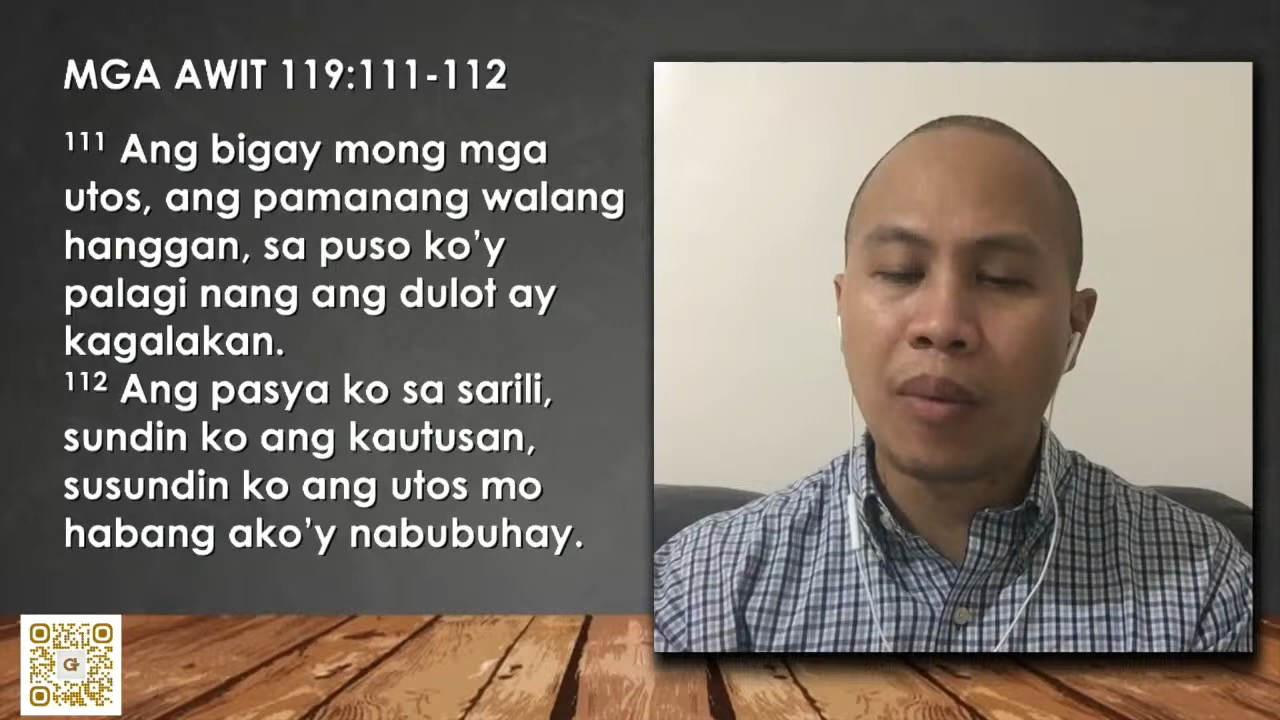 MGA AWIT 119:111-112
111 Ang bigay mong mga
utos, ang pamanang walang
hanggan, sa puso ko'y
palagi nang ang dulot ay
kagalakan.
112 Ang pasya ko sa sarili,
sundin ko ang kautusan,
susundin ko ang utos mo
habang ako'y nabubuhay.